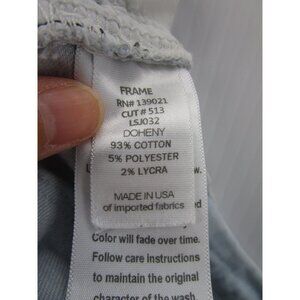 FRAME
RN# 139021
CUT# 513
LSJ032
DOHENY
93% COTTON
5% POLYESTER
2% LYCRA
MADE IN USA
of imported fabrics
Color will fade over time.
Follow care instructions
to maintain the original
character of the wash